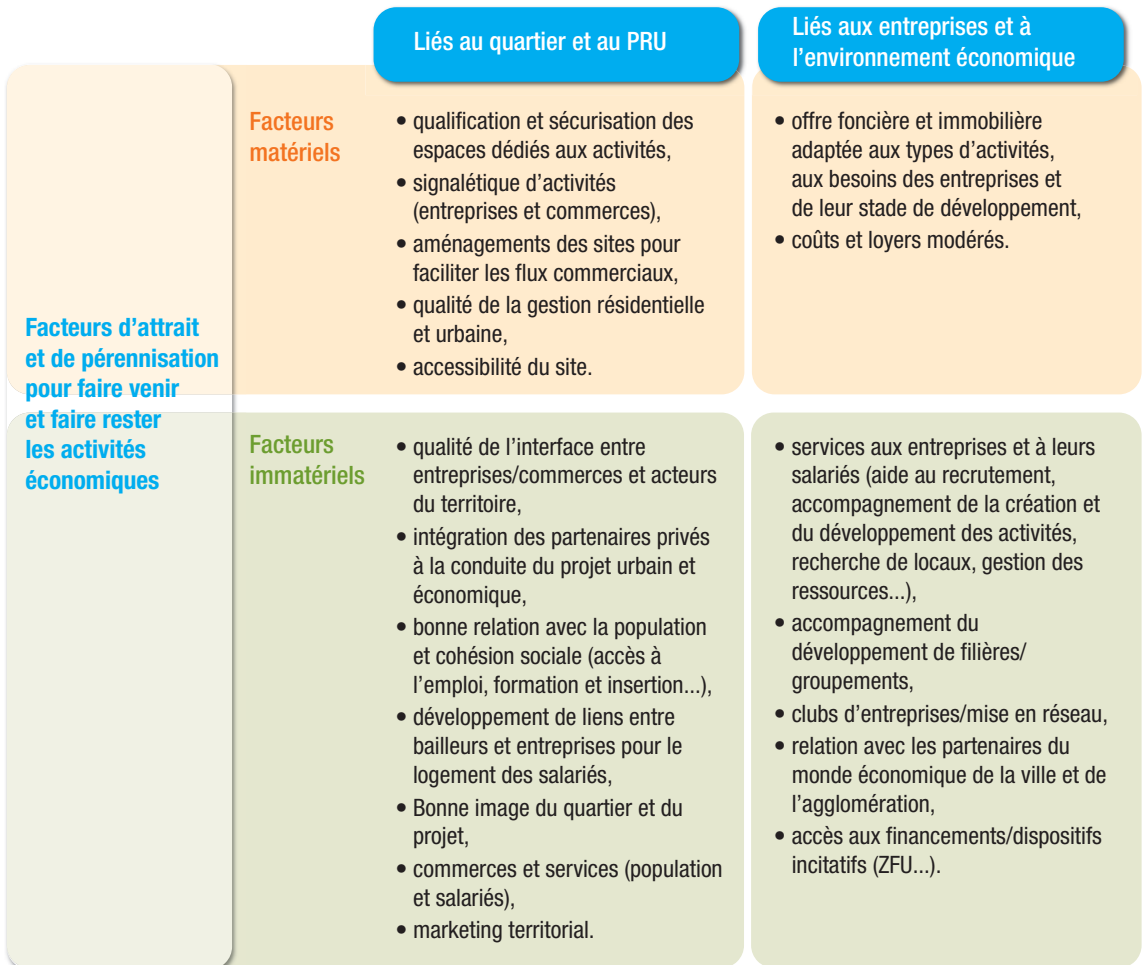 Liés au quartier et au PRU
Liés aux entreprises et à
l’environnement économique
Facteurs d’attrait
et de pérennisation
pour faire venir
et faire rester
les activités
économiques
Facteurs
matériels
• qualification et sécurisation des
espaces dédiés aux activités,
• signalétique d’activités
(entreprises et commerces),
• aménagements des sites pour
faciliter les flux commerciaux,
• qualité de la gestion résidentielle
et urbaine,
• accessibilité du site.
• offre foncière et immobilière
adaptée aux types d’activités,
aux besoins des entreprises et
de leur stade de développement,
• coûts et loyers modérés.
Facteurs
immatériels
• qualité de l’interface entre
entreprises/commerces et acteurs
du territoire,
• intégration des partenaires privés
à la conduite du projet urbain et
économique,
• bonne relation avec la population
et cohésion sociale (accès à
l’emploi, formation et insertion...),
• développement de liens entre
bailleurs et entreprises pour le
logement des salariés,
• Bonne image du quartier et du
projet,
• commerces et services (population
et salariés),
• marketing territorial.
• services aux entreprises et à leurs
salariés (aide au recrutement,
accompagnement de la création et
du développement des activités,
recherche de locaux, gestion des
ressources...),
• accompagnement du
développement de filières/
groupements,
• clubs d’entreprises/mise en réseau,
• relation avec les partenaires du
monde économique de la ville et de
l’agglomération,
• accès aux financements/dispositifs
incitatifs (ZFU...).